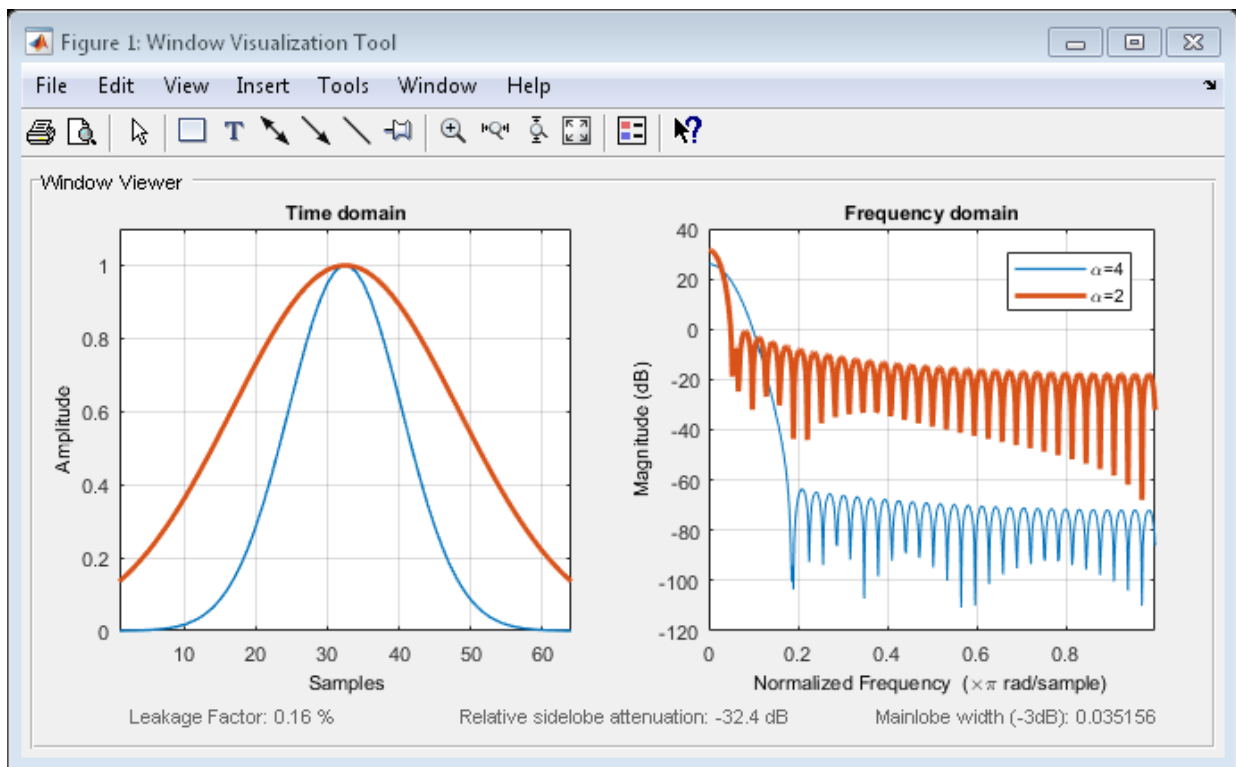 Figure 1: Window Visualization Tool
File Edit View Insert Tools Window Help
T
?
Window Viewer
Time domain
1
0.8
0.6
0.4
0.2
0
Amplitude
10 20 30 40 50 60
Samples
Frequency domain
40
20
0
-20
-40
-60
-80
-100
-120
Magnitude (dB)
α=4
α=2
0 0.2 0.4 0.6 0.8
Normalized Frequency (×π rad/sample)
Leakage Factor: 0.16 %
Relative sidelobe attenuation: -32.4 dB
Mainlobe width (-3dB): 0.035156